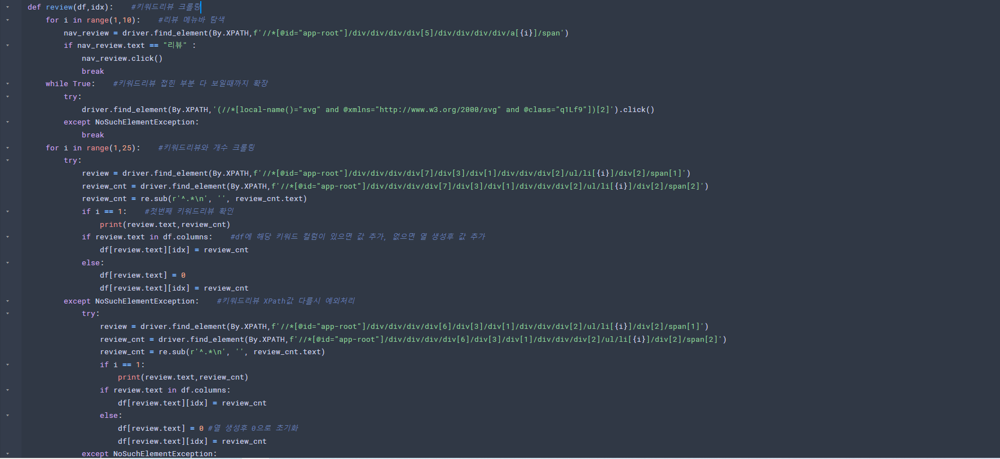 def review(df,idx):    #키워드리뷰 크롤링
    for i in range(1,10):    #리뷰 메뉴바 탐색
        nav_review = driver.find_element(By.XPATH,f'//*[@id="app-root"]/div/div/div/div[5]/div/div/div/div/a[{i}]/span')
        if nav_review.text == "리뷰" :
            nav_review.click()
            break
    while True:    #키워드리뷰 접힌 부분 다 보일때까지 확장
        try:
            driver.find_element(By.XPATH,'(//*[local-name()="svg" and @xmlns="http://www.w3.org/2000/svg" and @class="q1Lf9"])[2]').click()
        except NoSuchElementException:
            break
    for i in range(1,25):    #키워드리뷰와 개수 크롤링
        try:
            review = driver.find_element(By.XPATH,f'//*[@id="app-root"]/div/div/div/div[7]/div[3]/div[1]/div/div/div[2]/ul/li[{i}]/div[2]/span[1]')
            review_cnt = driver.find_element(By.XPATH,f'//*[@id="app-root"]/div/div/div/div[7]/div[3]/div[1]/div/div/div[2]/ul/li[{i}]/div[2]/span[2]')
            review_cnt = re.sub(r'^.*\n', '', review_cnt.text)
            if i == 1:    #첫번째 키워드리뷰 확인
                print(review.text,review_cnt)
            if review.text in df.columns:    #df에 해당 키워드 컬럼이 있으면 값 추가, 없으면 열 생성후 값 추가
                df[review.text][idx] = review_cnt
            else:
                df[review.text] = 0
                df[review.text][idx] = review_cnt
        except NoSuchElementException:    #키워드리뷰 XPath값 다를시 예외처리
            try:
                review = driver.find_element(By.XPATH,f'//*[@id="app-root"]/div/div/div/div[6]/div[3]/div[1]/div/div/div[2]/ul/li[{i}]/div[2]/span[1]')
                review_cnt = driver.find_element(By.XPATH,f'//*[@id="app-root"]/div/div/div/div[6]/div[3]/div[1]/div/div/div[2]/ul/li[{i}]/div[2]/span[2]')
                review_cnt = re.sub(r'^.*\n', '', review_cnt.text)
                if i == 1:
                    print(review.text,review_cnt)
                if review.text in df.columns:
                    df[review.text][idx] = review_cnt
                else:
                    df[review.text] = 0 #열 생성후 0으로 초기화
                    df[review.text][idx] = review_cnt
            except NoSuchElementException: